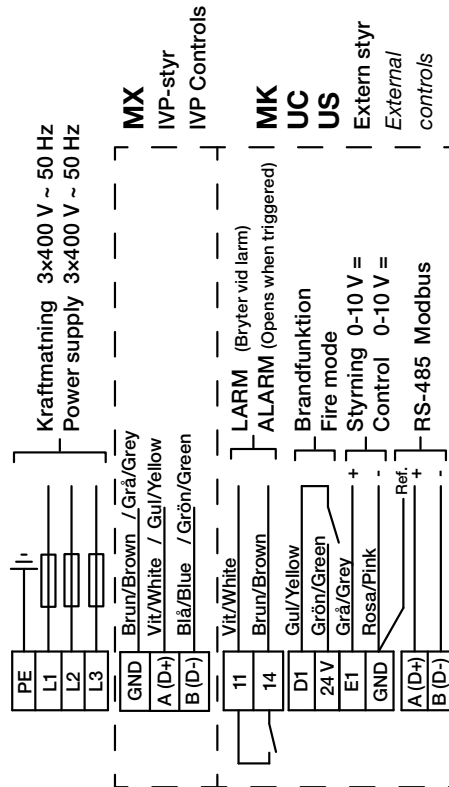 PE
L1
L2
L3
Kraftmatning 3x400 V ~ 50 Hz
Power supply 3x400 V ~ 50 Hz
GND
A (D+)
B (D-)
Brun/Brown / Grå/Grey
Vit/White / Gul/Yellow
Blå/Blue / Grön/Green
MX
IVP-styr
IVP Controls
11
14
Vit/White
Brun/Brown
LARM (Bryter vid larm)
ALARM (Opens when triggered)
MK
UC
US
Extern styr
External
controls
D1
24 V
E1
GND
Gul/Yellow
Grön/Green
Grå/Grey
Rosa/Pink
Brandfunktion
Fire mode
+
-
Styrning 0-10 V =
Control 0-10 V =
A (D+)
B (D-)
Ref.
+
-
RS-485 Modbus